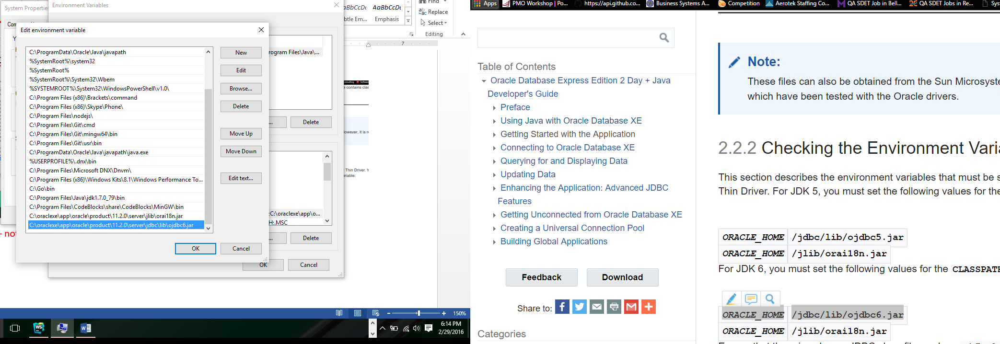 System Propertie
Environment Variables
Edit environment variable
C:\ProgramData\Oracle\Java\javapath
%SystemRoot%\system32
%SystemRoot%
%SystemRoot%\System32\Wbem
%SYSTEMROOT%\System32\WindowsPowerShell\v1.0\
C:\Program Files (x86)\Brackets\command
C:\Program Files (x86)\Skype\Phone\
C:\Program Files\nodejs\
C:\Program Files\Git\cmd
C:\Program Files\Git\mingw64\bin
C:\Program Files\Git\usr\bin
C:\ProgramData\Oracle\Java\javapath\java.exe
%USERPROFILE%\.dnx\bin
C:\Program Files\Microsoft DNX\Dnvm\
C:\Program Files (x86)\Windows Kits\8.1\Windows Performance To...
C:\Go\bin
C:\Program Files\Java\jdk1.7.0_79\bin
C:\Program Files\CodeBlocks\share\CodeBlocks\MinGW\bin
C:\oraclexe\app\oracle\product\11.2.0\server\jlib\orai18n.jar
C:\oraclexe\app\oracle\product\11.2.0\server\jdbc\lib\ojdbc6.jar
New
Edit
Browse...
Delete
Move Up
Move Down
Edit text...
OK
Cancel
rogram Files\Java\...
...
Delete
:C:\oraclexe\app\o...
H;.MSC
...
Delete
OK
Cancel
- not
aBbCcDc AaBbCcDc
btle Em... Emphasis
Find
Replace
Select
Editing
7
e contains clas
However, it is re
Thin Driver. Y
variable:
150%
6:14 PM
2/29/2016
Apps PMO Workshop | Po... https://api.github.co... Business Systems A... Competition Aerotek Staffing Co... QA SDET Job in Bell... QA SDET Jobs in Re... Sys
Table of Contents
Oracle Database Express Edition 2 Day + Java
Developer's Guide
Preface
Using Java with Oracle Database XE
Getting Started with the Application
Connecting to Oracle Database XE
Querying for and Displaying Data
Updating Data
Enhancing the Application: Advanced JDBC
Features
Getting Unconnected from Oracle Database XE
Creating a Universal Connection Pool
Building Global Applications
Feedback
Download
Share to:
Categories
Note:
These files can also be obtained from the Sun Microsyste
which have been tested with the Oracle drivers.
2.2.2 Checking the Environment Varia
This section describes the environment variables that must be s
Thin Driver. For JDK 5, you must set the following values for the
ORACLE_HOME /jdbc/lib/ojdbc5.jar
ORACLE_HOME /jlib/orai18n.jar
For JDK 6, you must set the following values for the CLASSPATH
ORACLE_HOME /jdbc/lib/ojdbc6.jar
ORACLE_HOME /jlib/orai18n.jar